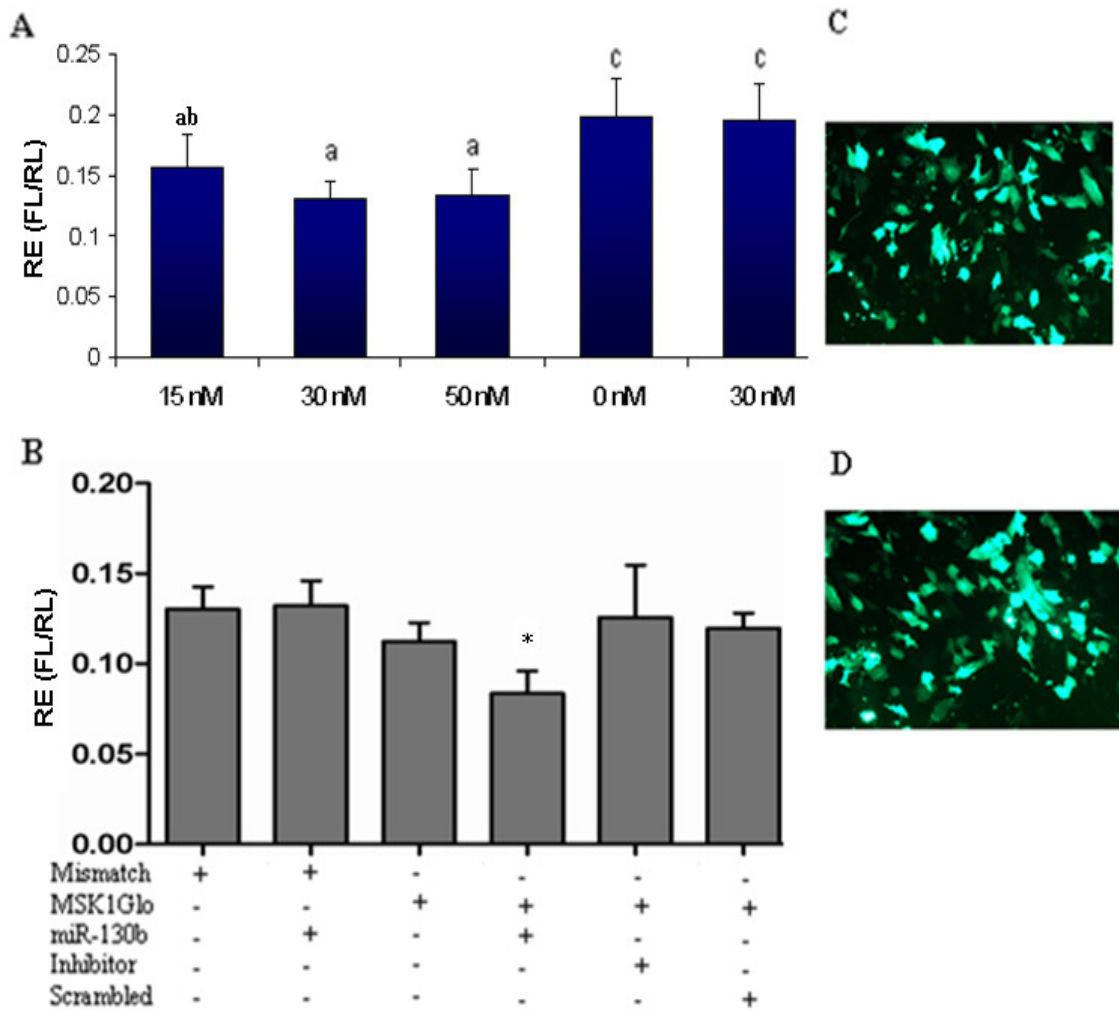 A
C
RE (FL/RL)
0.25
0.2
0.15
0.1
0.05
0
ab
a
a
c
c
15 nM 30 nM 50 nM 0 nM 30 nM
B
D
RE (FL/RL)
0.20
0.15
0.10
0.05
0.00
*
Mismatch + + - - - -
MSK1Glo - - + + + +
miR-130b - + - + - -
Inhibitor - - - - + -
Scrambled - - - - - +